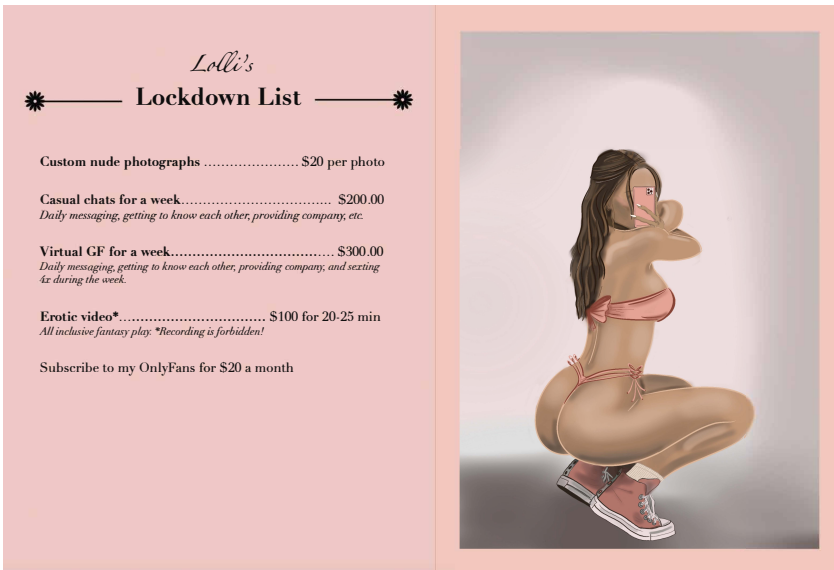 Lolli's
Lockdown List
Custom nude photographs ...................... $20 per photo
Casual chats for a week................................... $200.00
Daily messaging, getting to know each other, providing company, etc.
Virtual GF for a week...................................... $300.00
Daily messaging, getting to know each other, providing company, and sexting
4x during the week.
Erotic video*.................................. $100 for 20-25 min
All inclusive fantasy play. *Recording is forbidden!
Subscribe to my OnlyFans for $20 a month